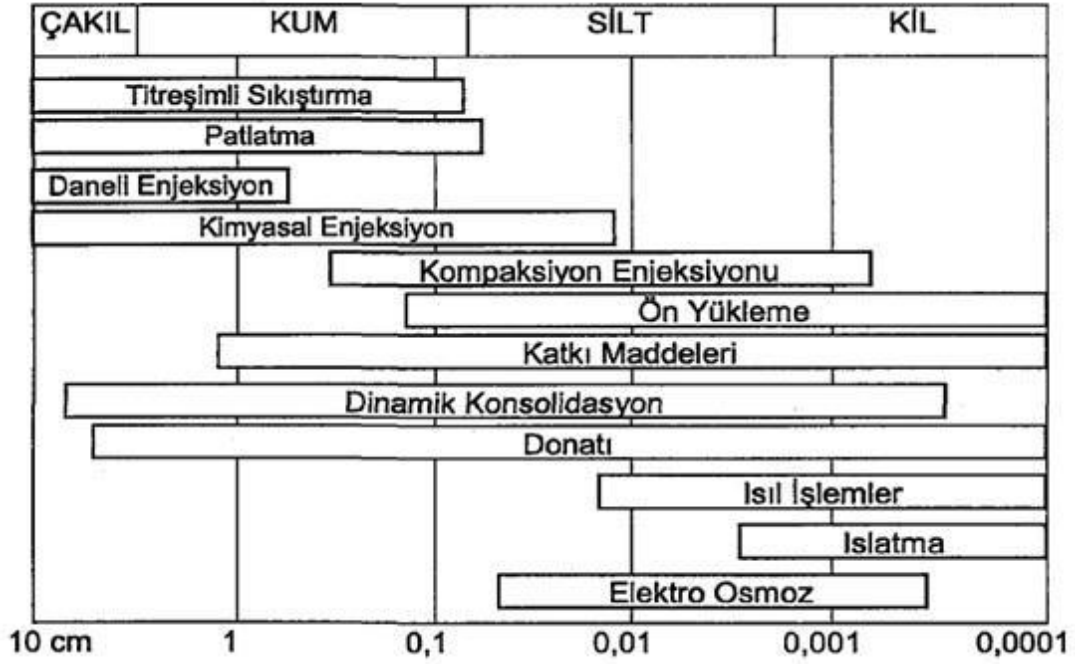 ÇAKIL KUM SİLT KİL
Titreşimli Sıkıştırma
Patlatma
Daneli Enjeksiyon
Kimyasal Enjeksiyon
Kompaksiyon Enjeksiyonu
Ön Yükleme
Katkı Maddeleri
Dinamik Konsolidasyon
Donatı
Isıl İşlemler
Islatma
Elektro Osmoz
10 cm 1 0,1 0,01 0,001 0,0001